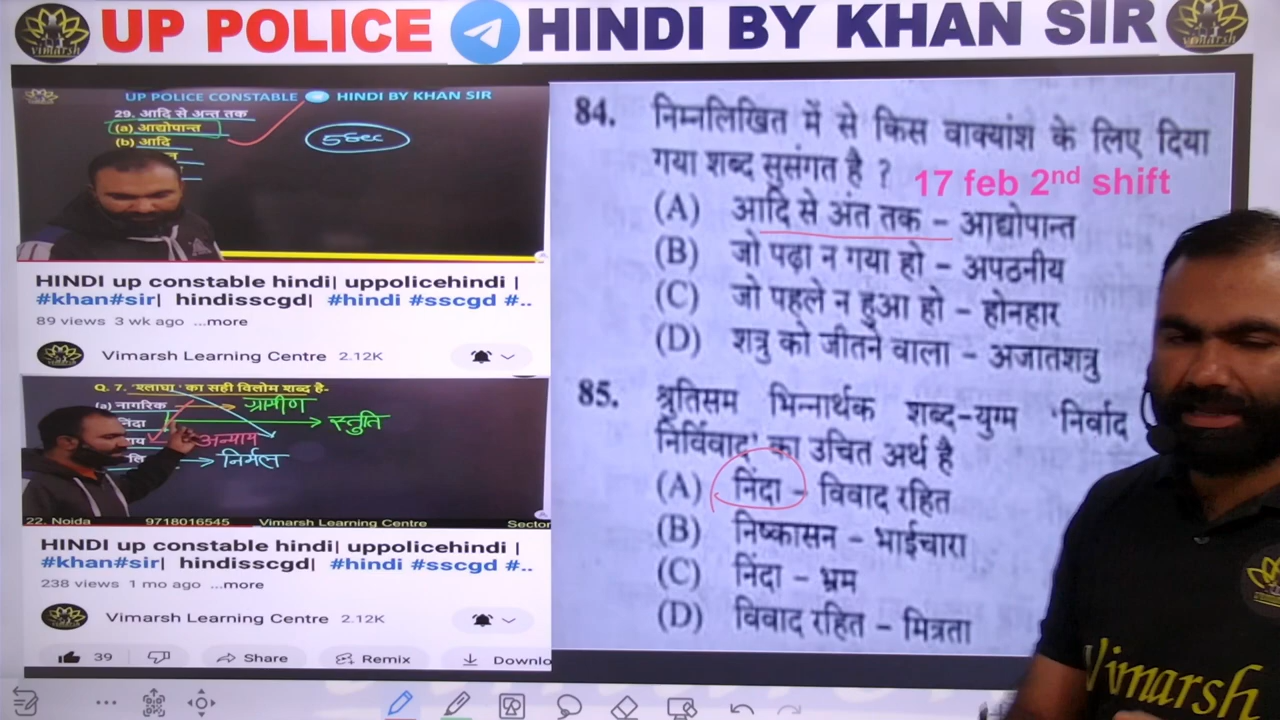 vimarsh
UP POLICE HINDI BY KHAN SIR
vimarsh
UP POLICE CONSTABLE HINDI BY KHAN SIR
29. आदि से अन्त तक
(a) आद्योपान्त
(b) आदि
5 Sec
HINDI up constable hindi| uppolicehindi |
#khan#sir| hindisscgd| #hindi #sscgd #..
89 views 3 wk ago ...more
Vimarsh Learning Centre 2.12K
Q. 7. 'श्लाघा' का सही विलोम शब्द है-
(a) नागरिक ग्रामीण
निंदा स्तुति
अन्याय
निर्मल
22. Noida 9718016545 Vimarsh Learning Centre Sector
HINDI up constable hindi| uppolicehindi |
#khan#sir| hindisscgd| #hindi #sscgd #..
238 views 1 mo ago ...more
Vimarsh Learning Centre 2.12K
39 Share Remix Downlo
84. निम्नलिखित में से किस वाक्यांश के लिए दिया
गया शब्द सुसंगत है ?
17 feb 2nd shift
(A) आदि से अंत तक – आद्योपान्त
(B) जो पढ़ा न गया हो – अपठनीय
(C) जो पहले न हुआ हो – होनहार
(D) शत्रु को जीतने वाला – अजातशत्रु
85. श्रुतिसम भिन्नार्थक शब्द-युग्म 'निर्वाद
निर्विवाद' का उचित अर्थ है
(A) निंदा – विवाद रहित
(B) निष्कासन – भाईचारा
(C) निंदा – भ्रम
(D) विवाद रहित – मित्रता
Vimarsh